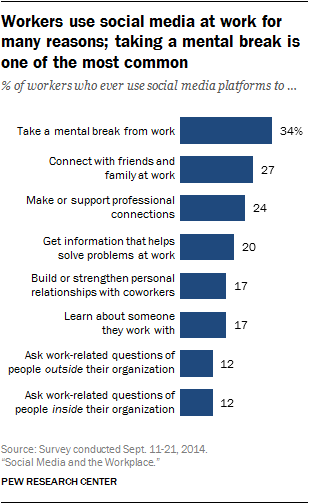 Workers use social media at work for
many reasons; taking a mental break is
one of the most common
% of workers who ever use social media platforms to ...
Take a mental break from work 34%
Connect with friends and
family at work 27
Make or support professional
connections 24
Get information that helps
solve problems at work 20
Build or strengthen personal
relationships with coworkers 17
Learn about someone
they work with 17
Ask work-related questions of
people outside their organization 12
Ask work-related questions of
people inside their organization 12
Source: Survey conducted Sept. 11-21, 2014.
“Social Media and the Workplace.”
PEW RESEARCH CENTER